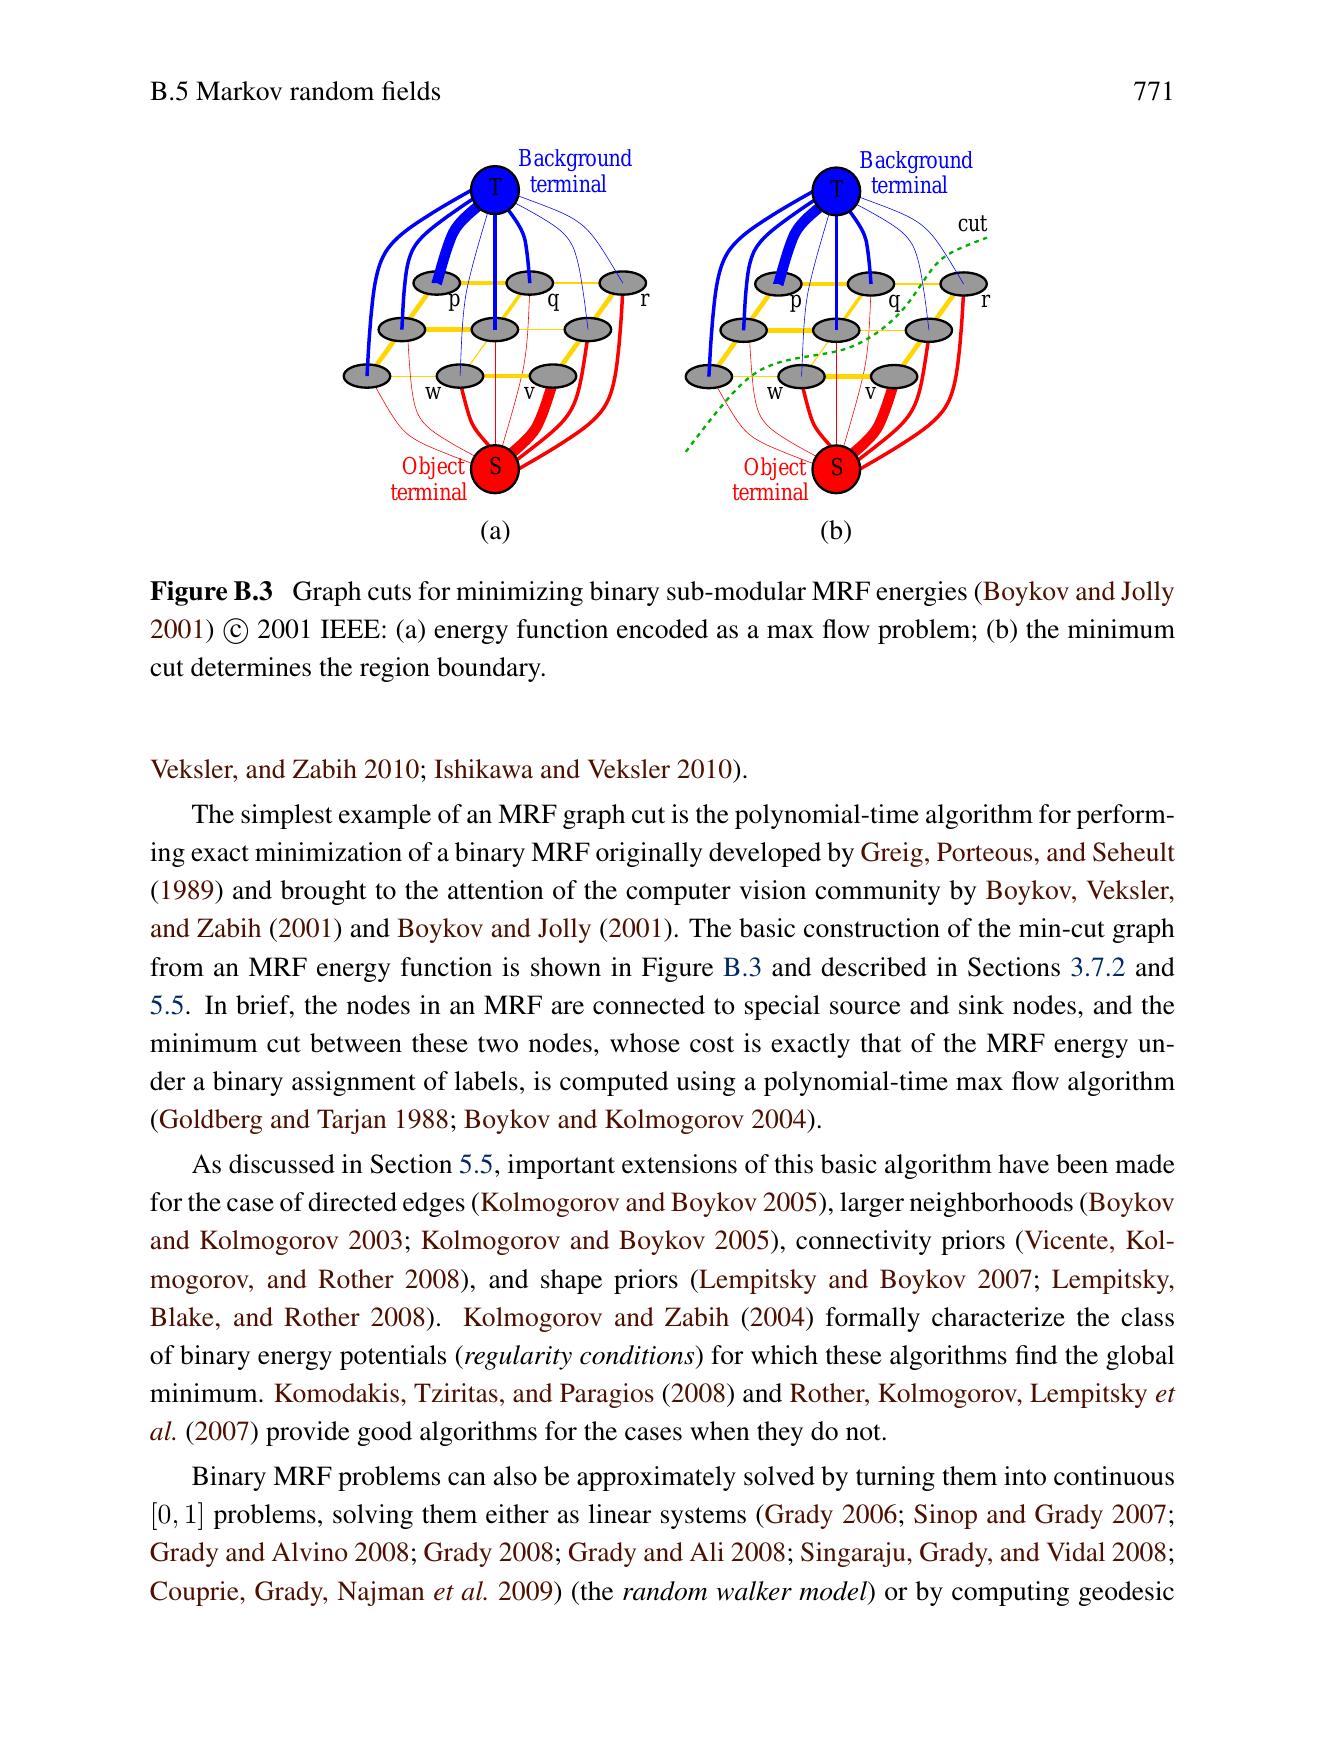 B.5 Markov random fields 771
Background
terminal
T
p q r
w v
Object
terminal
S
(a)
Background
terminal
T
cut
p q r
w v
Object
terminal
S
(b)
Figure B.3 Graph cuts for minimizing binary sub-modular MRF energies (Boykov and Jolly
2001) © 2001 IEEE: (a) energy function encoded as a max flow problem; (b) the minimum
cut determines the region boundary.
Veksler, and Zabih 2010; Ishikawa and Veksler 2010).
The simplest example of an MRF graph cut is the polynomial-time algorithm for perform-
ing exact minimization of a binary MRF originally developed by Greig, Porteous, and Seheult
(1989) and brought to the attention of the computer vision community by Boykov, Veksler,
and Zabih (2001) and Boykov and Jolly (2001). The basic construction of the min-cut graph
from an MRF energy function is shown in Figure B.3 and described in Sections 3.7.2 and
5.5. In brief, the nodes in an MRF are connected to special source and sink nodes, and the
minimum cut between these two nodes, whose cost is exactly that of the MRF energy un-
der a binary assignment of labels, is computed using a polynomial-time max flow algorithm
(Goldberg and Tarjan 1988; Boykov and Kolmogorov 2004).
As discussed in Section 5.5, important extensions of this basic algorithm have been made
for the case of directed edges (Kolmogorov and Boykov 2005), larger neighborhoods (Boykov
and Kolmogorov 2003; Kolmogorov and Boykov 2005), connectivity priors (Vicente, Kol-
mogorov, and Rother 2008), and shape priors (Lempitsky and Boykov 2007; Lempitsky,
Blake, and Rother 2008). Kolmogorov and Zabih (2004) formally characterize the class
of binary energy potentials (regularity conditions) for which these algorithms find the global
minimum. Komodakis, Tziritas, and Paragios (2008) and Rother, Kolmogorov, Lempitsky et
al. (2007) provide good algorithms for the cases when they do not.
Binary MRF problems can also be approximately solved by turning them into continuous
[0, 1] problems, solving them either as linear systems (Grady 2006; Sinop and Grady 2007;
Grady and Alvino 2008; Grady 2008; Grady and Ali 2008; Singaraju, Grady, and Vidal 2008;
Couprie, Grady, Najman et al. 2009) (the random walker model) or by computing geodesic